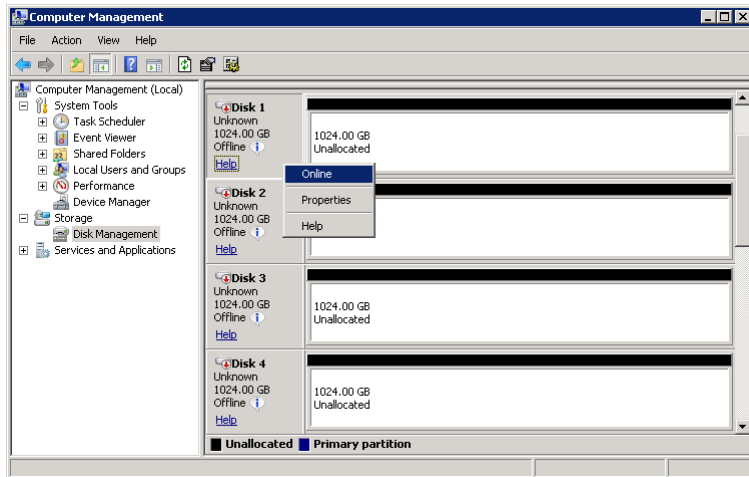 Computer Management
File Action View Help
Computer Management (Local)
System Tools
Task Scheduler
Event Viewer
Shared Folders
Local Users and Groups
Performance
Device Manager
Storage
Disk Management
Services and Applications
Disk 1
Unknown
1024.00 GB
Offline
Help
1024.00 GB
Unallocated
Online
Properties
Help
Disk 2
Unknown
1024.00 GB
Offline
Help
Disk 3
Unknown
1024.00 GB
Offline
Help
1024.00 GB
Unallocated
Disk 4
Unknown
1024.00 GB
Offline
Help
1024.00 GB
Unallocated
Unallocated Primary partition